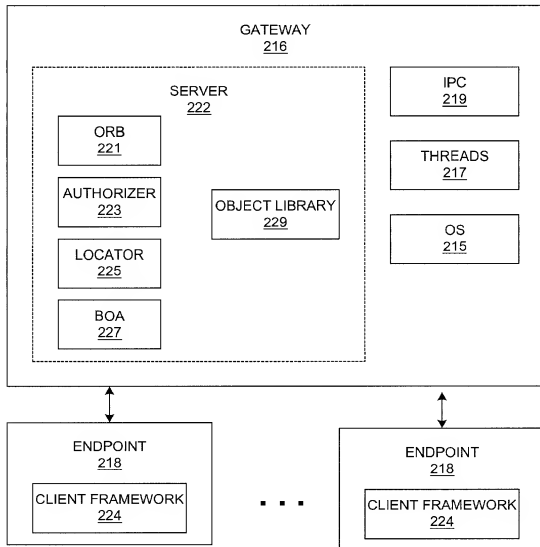 GATEWAY
216
SERVER
222
ORB
221
AUTHORIZER
223
LOCATOR
225
BOA
227
OBJECT LIBRARY
229
IPC
219
THREADS
217
OS
215
ENDPOINT
218
CLIENT FRAMEWORK
224
ENDPOINT
218
CLIENT FRAMEWORK
224